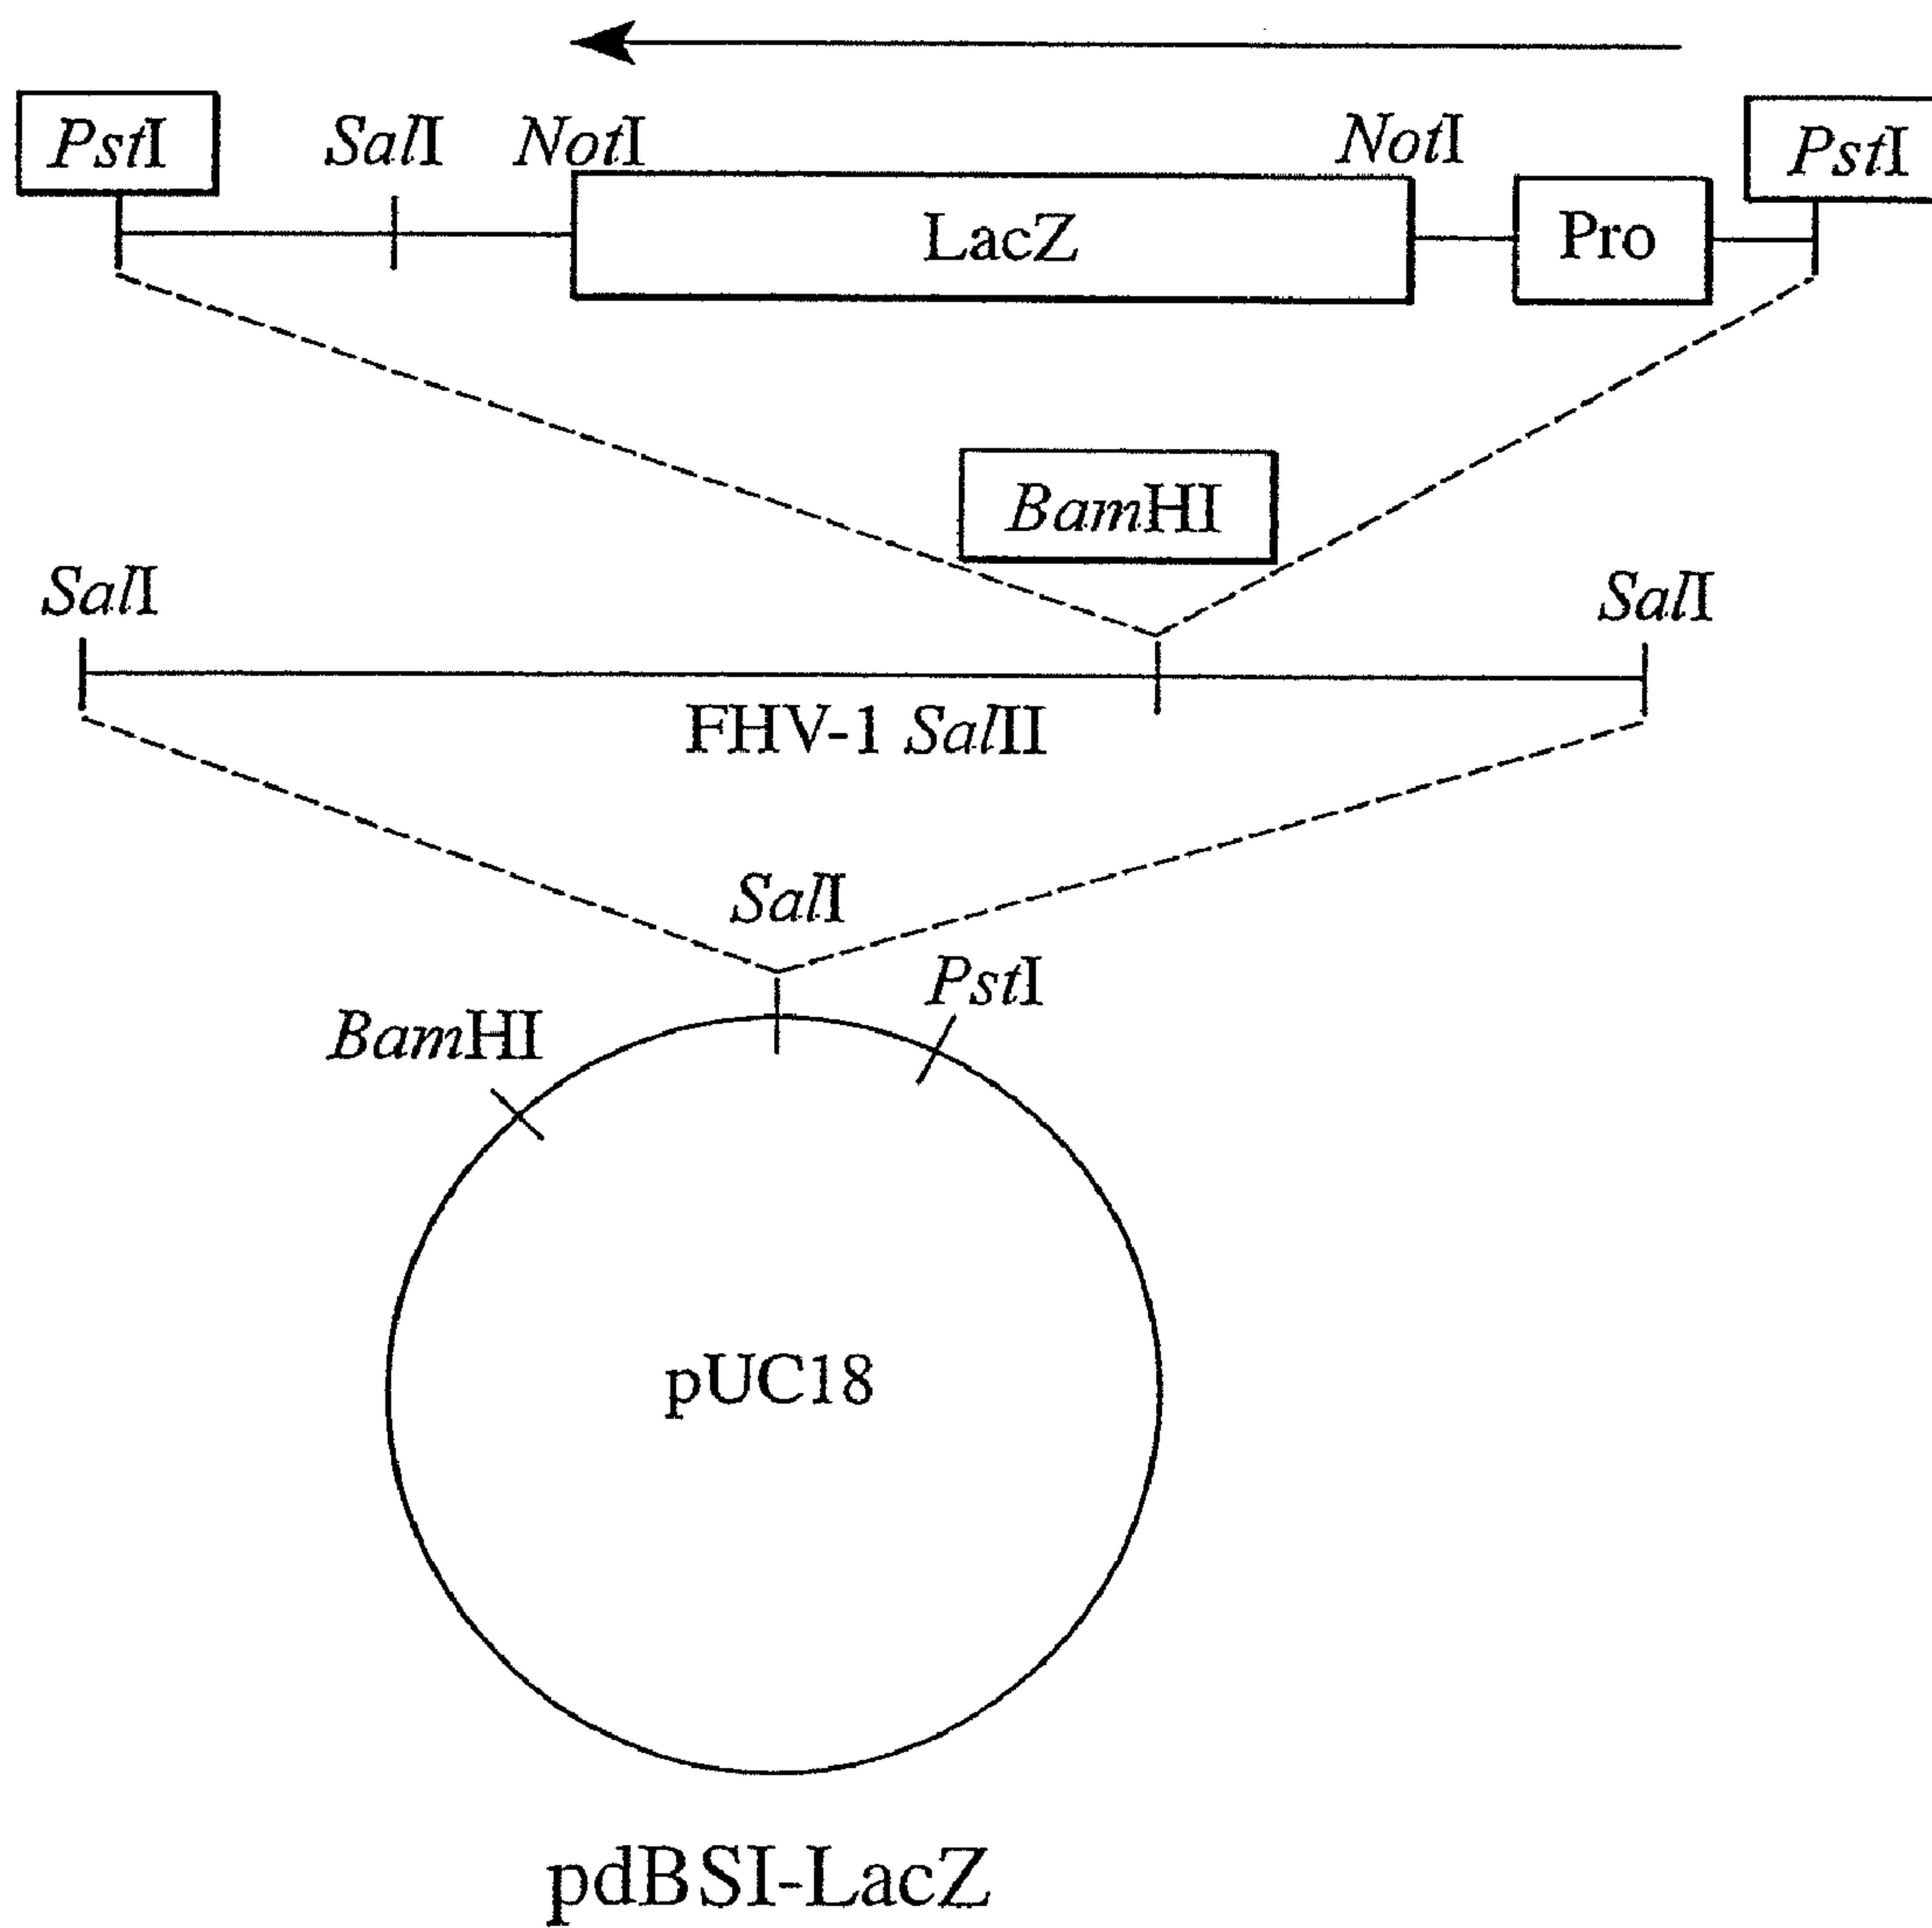 PstI SalI NotI NotI PstI
LacZ Pro
BamHI
SalI SalI
FHV-1 SalII
SalI
PstI
BamHI
pUC18
pdBSI-LacZ